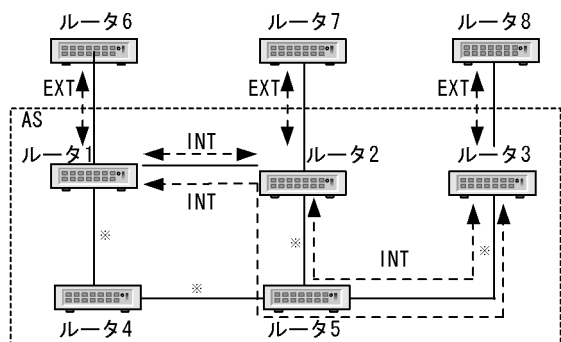 ルータ6
ルータ7
ルータ8
EXT
EXT
EXT
AS
ルータ1
INT
ルータ2
ルータ3
INT
※
※
※
INT
※
ルータ4
ルータ5